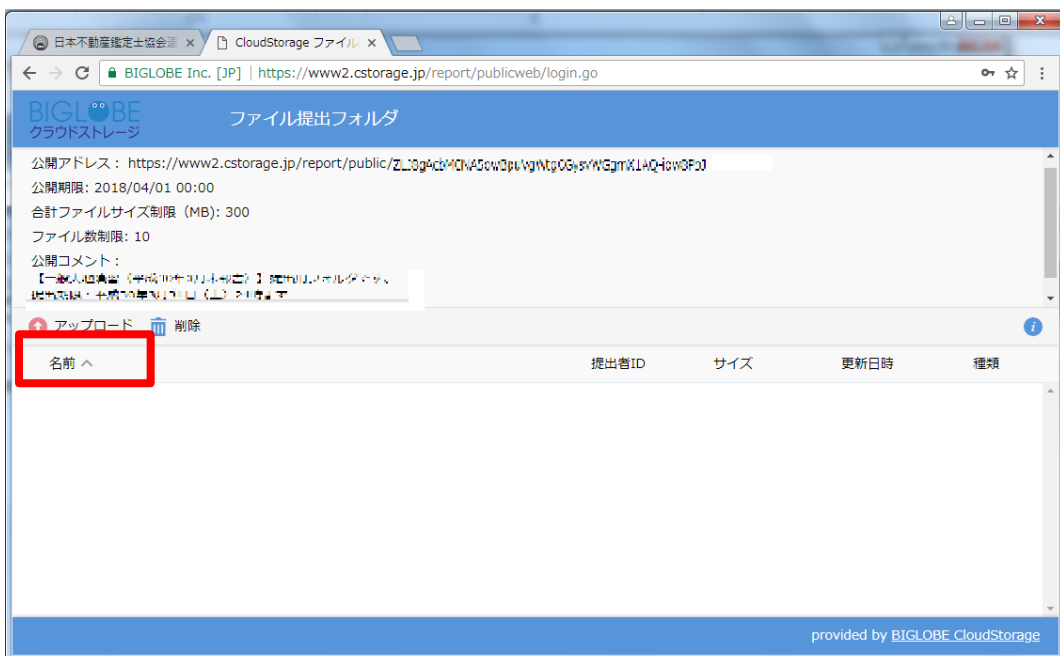 日本不動産鑑定士協会連
CloudStorage ファイル
BIGLOBE Inc. [JP] | https://www2.cstorage.jp/report/publicweb/login.go
BIGLOBE
クラウドストレージ
ファイル提出フォルダ
公開アドレス： https://www2.cstorage.jp/report/public/
公開期限: 2018/04/01 00:00
合計ファイルサイズ制限（MB): 300
ファイル数制限: 10
公開コメント：
アップロード 削除
名前 提出者ID サイズ 更新日時 種類
provided by BIGLOBE CloudStorage